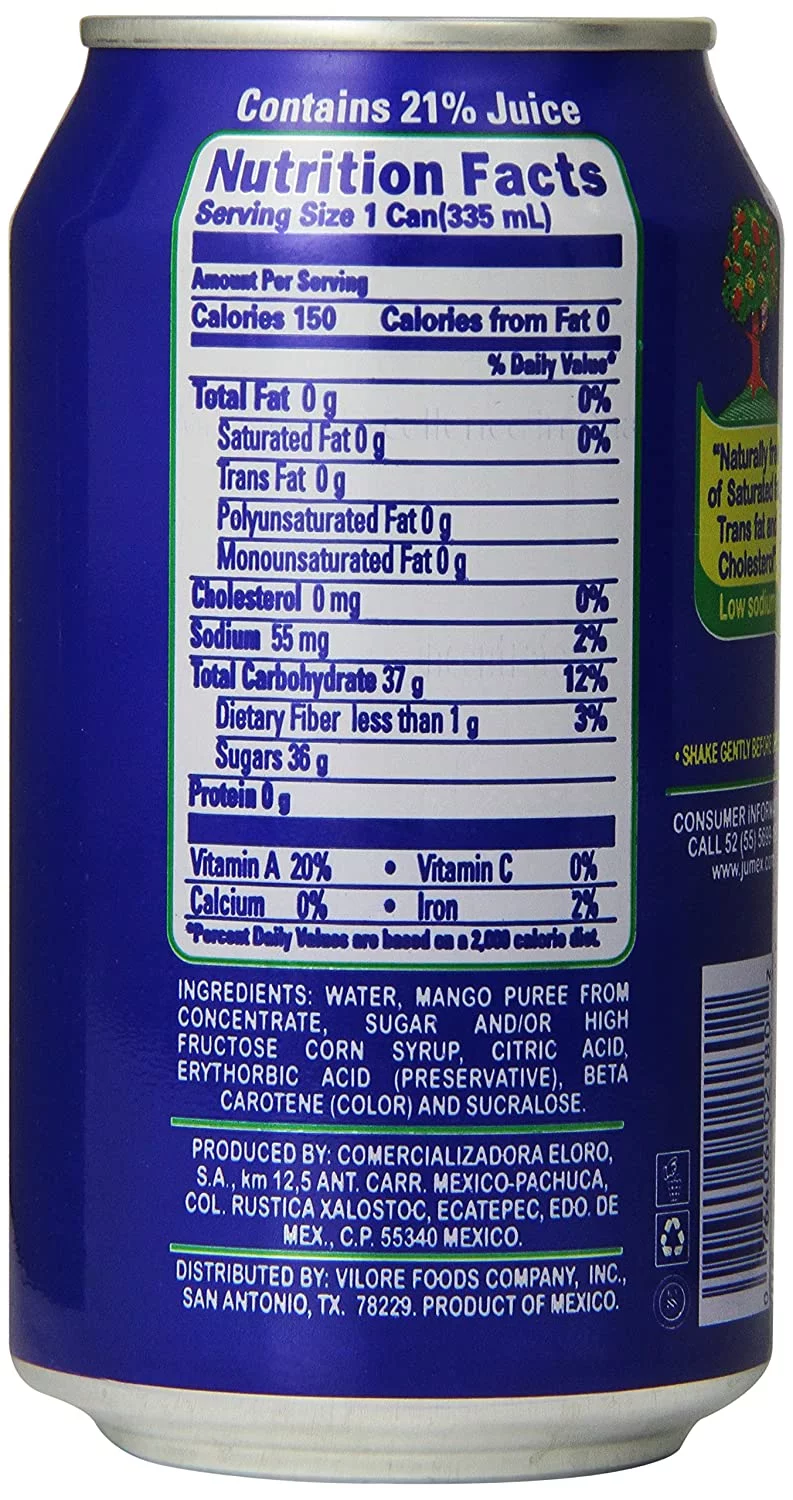 Contains 21% Juice
Nutrition Facts
Serving Size 1 Can(335 mL)
Amount Per Serving
Calories 150 Calories from Fat 0
% Daily Value*
Total Fat 0 g 0%
Saturated Fat 0 g 0%
Trans Fat 0 g
Polyunsaturated Fat 0 g
Monounsaturated Fat 0 g
Cholesterol 0 mg 0%
Sodium 55 mg 2%
Total Carbohydrate 37 g 12%
Dietary Fiber less than 1 g 3%
Sugars 36 g
Protein 0 g
Vitamin A 20% • Vitamin C 0%
Calcium 0% • Iron 2%
*Percent Daily Values are based on a 2,000 calorie diet.
INGREDIENTS: WATER, MANGO PUREE FROM
CONCENTRATE, SUGAR AND/OR HIGH
FRUCTOSE CORN SYRUP, CITRIC ACID,
ERYTHORBIC ACID (PRESERVATIVE), BETA
CAROTENE (COLOR) AND SUCRALOSE.
PRODUCED BY: COMERCIALIZADORA ELORO,
S.A., km 12,5 ANT. CARR. MEXICO-PACHUCA,
COL. RUSTICA XALOSTOC, ECATEPEC, EDO. DE
MEX., C.P. 55340 MEXICO.
DISTRIBUTED BY: VILORE FOODS COMPANY, INC.,
SAN ANTONIO, TX. 78229. PRODUCT OF MEXICO.
"Naturally
of Saturated
Trans fat and
Cholesterol"
Low sodium
• SHAKE GENTLY BEFORE
CONSUMER
CALL 52 (55)
www.jumex